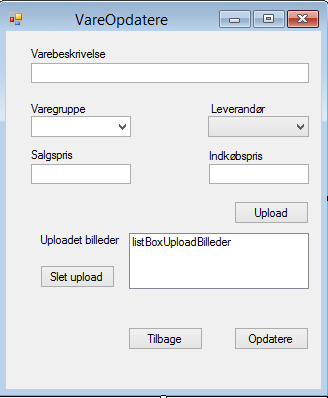 VareOpdatere
Varebeskrivelse
Varegruppe Leverandør
Salgspris Indkøbspris
Upload
Uploadet billeder listBoxUploadBilleder
Slet upload
Tilbage Opdatere